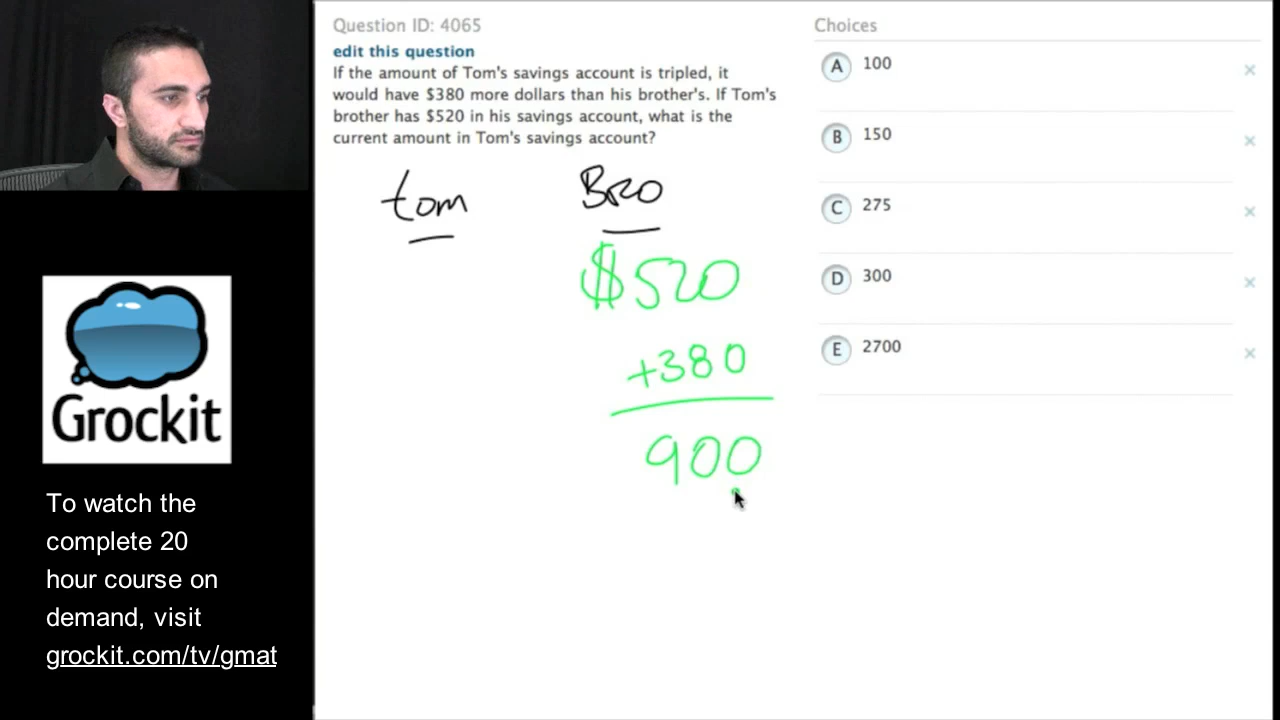 Question ID: 4065
edit this question
If the amount of Tom's savings account is tripled, it
would have $380 more dollars than his brother's. If Tom's
brother has $520 in his savings account, what is the
current amount in Tom's savings account?
tom
Bro
$520
+380
900
Choices
A 100
B 150
C 275
D 300
E 2700
Grockit
To watch the
complete 20
hour course on
demand, visit
grockit.com/tv/gmat